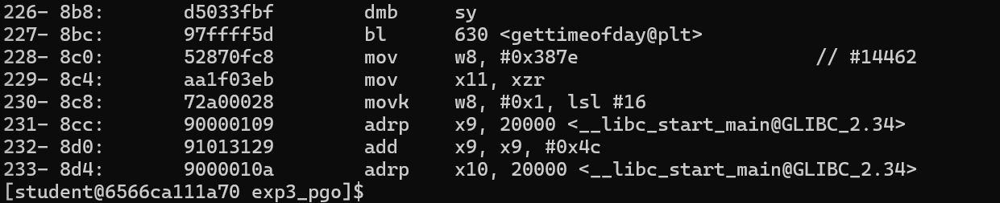 226- 8b8:       d5033fbf        dmb     sy
227- 8bc:       97ffff5d        bl      630 <gettimeofday@plt>
228- 8c0:       52870fc8        mov     w8, #0x387e                     // #14462
229- 8c4:       aa1f03eb        mov     x11, xzr
230- 8c8:       72a00028        movk    w8, #0x1, lsl #16
231- 8cc:       90000109        adrp    x9, 20000 <__libc_start_main@GLIBC_2.34>
232- 8d0:       91013129        add     x9, x9, #0x4c
233- 8d4:       9000010a        adrp    x10, 20000 <__libc_start_main@GLIBC_2.34>
[student@6566ca111a70 exp3_pgo]$